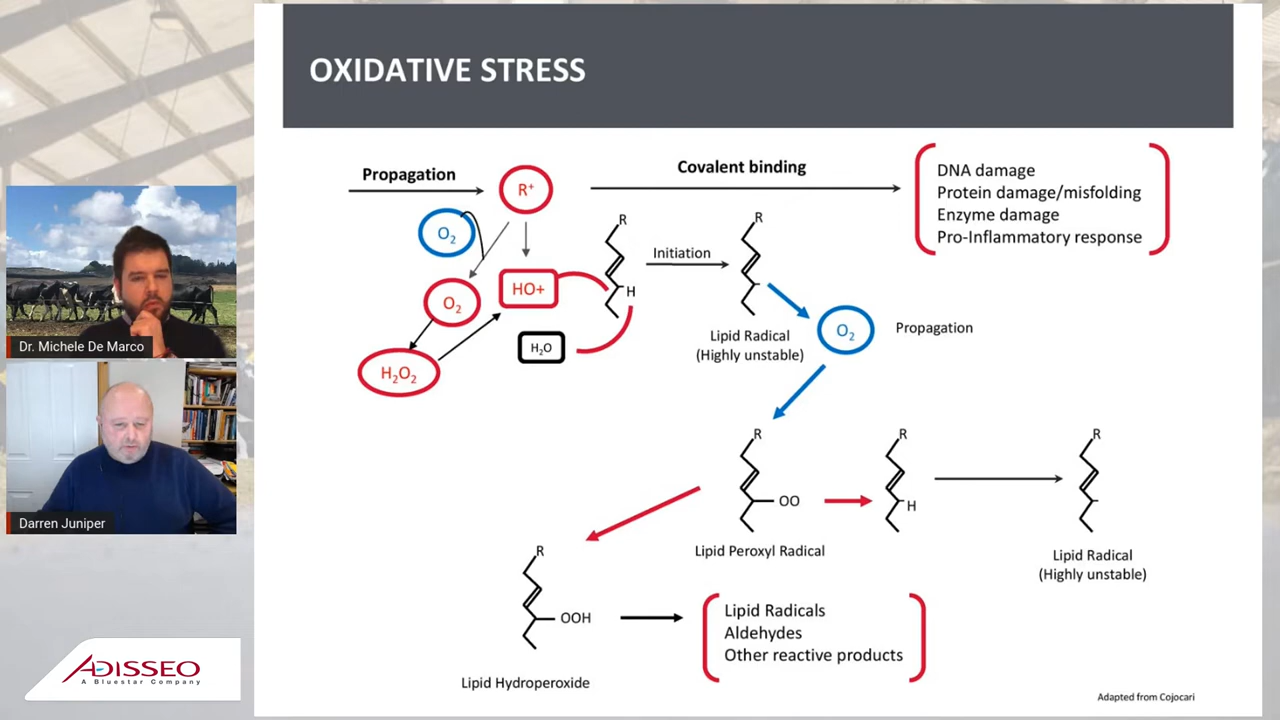 OXIDATIVE STRESS
Propagation
R⁺
Covalent binding
DNA damage
Protein damage/misfolding
Enzyme damage
Pro-Inflammatory response
O₂
R
Initiation
R
HO+
H
O₂
H₂O
H₂O₂
Lipid Radical
(Highly unstable)
O₂
Propagation
Dr. Michele De Marco
Darren Juniper
R
OO
Lipid Peroxyl Radical
R
H
R
Lipid Radical
(Highly unstable)
R
OOH
Lipid Hydroperoxide
Lipid Radicals
Aldehydes
Other reactive products
Adapted from Cojocari
ADISSEO
A Bluestar Company